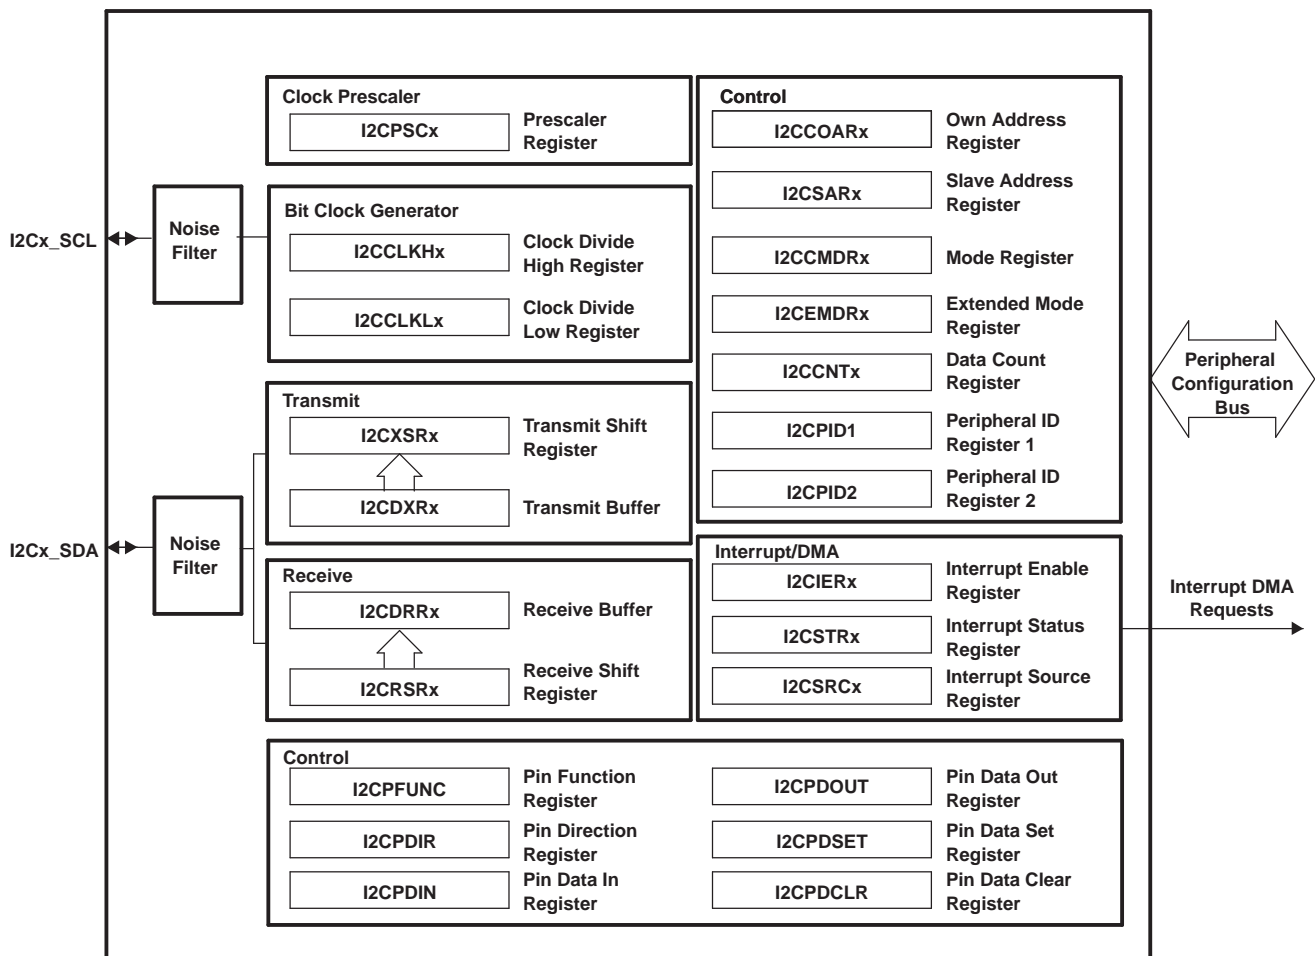 Clock Prescaler
I2CPSCx
Prescaler
Register
I2Cx_SCL
Noise
Filter
Bit Clock Generator
I2CCLKHx
Clock Divide
High Register
I2CCLKLx
Clock Divide
Low Register
Transmit
I2CXSRx
Transmit Shift
Register
I2CDXRx
Transmit Buffer
I2Cx_SDA
Noise
Filter
Receive
I2CDRRx
Receive Buffer
I2CRSRx
Receive Shift
Register
Control
I2CCOARx
Own Address
Register
I2CSARx
Slave Address
Register
I2CCMDRx
Mode Register
I2CEMDRx
Extended Mode
Register
I2CCNTx
Data Count
Register
I2CPID1
Peripheral ID
Register 1
I2CPID2
Peripheral ID
Register 2
Peripheral
Configuration
Bus
Interrupt/DMA
I2CIERx
Interrupt Enable
Register
I2CSTRx
Interrupt Status
Register
I2CSRCx
Interrupt Source
Register
Interrupt DMA
Requests
Control
I2CPFUNC
Pin Function
Register
I2CPDIR
Pin Direction
Register
I2CPDIN
Pin Data In
Register
I2CPDOUT
Pin Data Out
Register
I2CPDSET
Pin Data Set
Register
I2CPDCLR
Pin Data Clear
Register